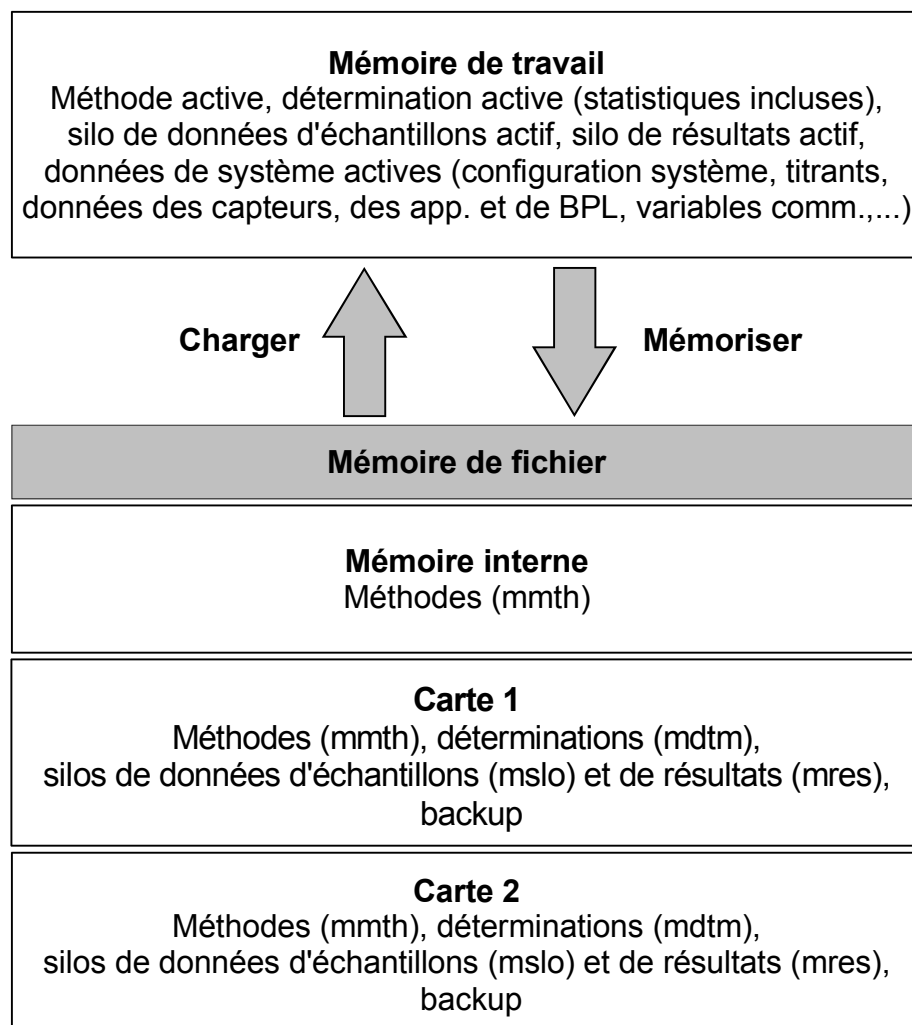 Mémoire de travail
Méthode active, détermination active (statistiques incluses),
silo de données d'échantillons actif, silo de résultats actif,
données de système actives (configuration système, titrants,
données des capteurs, des app. et de BPL, variables comm.,...)
Charger
Mémoriser
Mémoire de fichier
Mémoire interne
Méthodes (mmth)
Carte 1
Méthodes (mmth), déterminations (mdtm),
silos de données d'échantillons (mslo) et de résultats (mres),
backup
Carte 2
Méthodes (mmth), déterminations (mdtm),
silos de données d'échantillons (mslo) et de résultats (mres),
backup